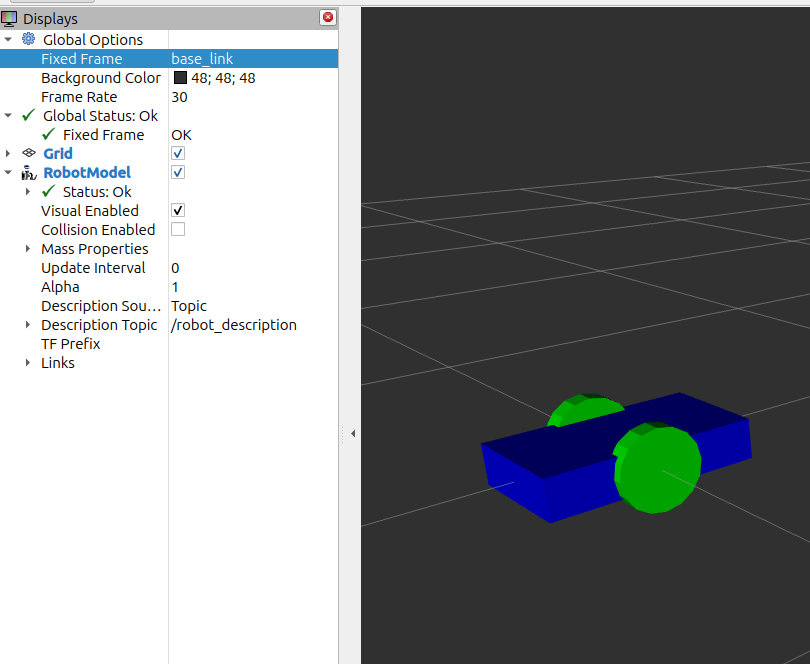 Displays
Global Options
Fixed Frame base_link
Background Color 48; 48; 48
Frame Rate 30
Global Status: Ok
Fixed Frame OK
Grid
RobotModel
Status: Ok
Visual Enabled
Collision Enabled
Mass Properties
Update Interval 0
Alpha 1
Description Sou… Topic
Description Topic /robot_description
TF Prefix
Links